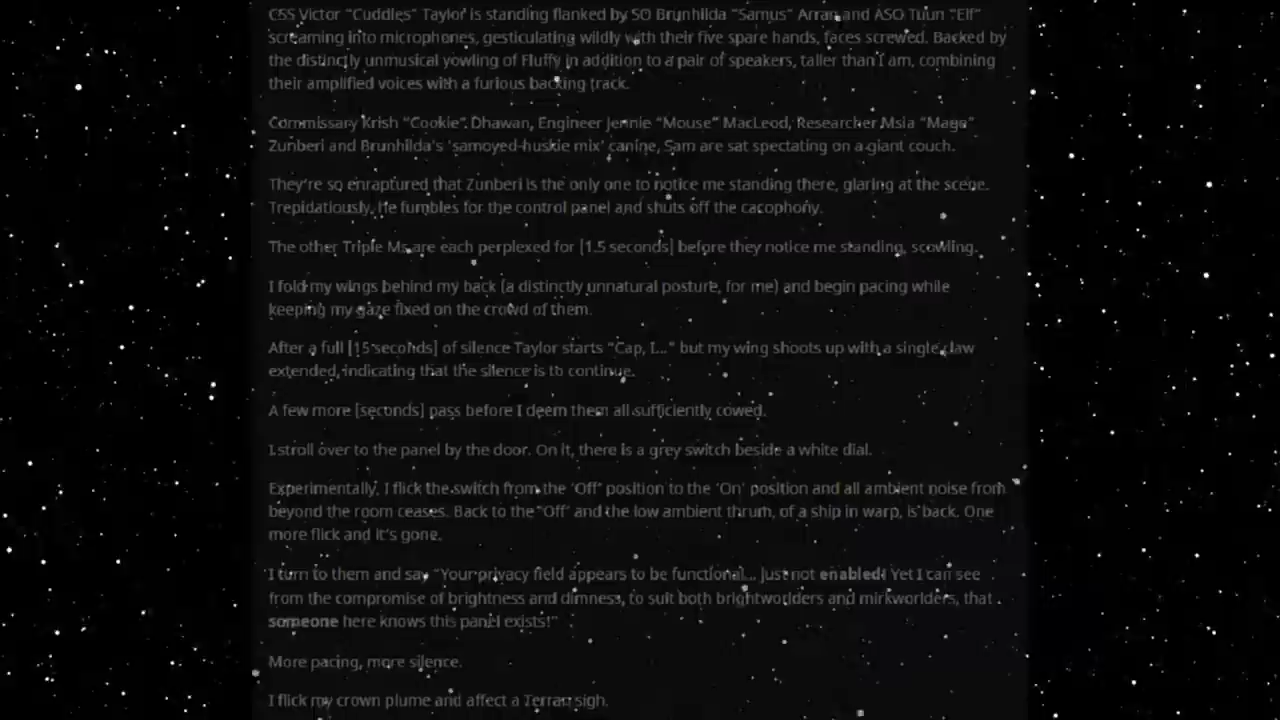 CSS Victor "Cuddles" Taylor is standing flanked by SO Brunhilda "Samus" Arran and ASO Tuun "Elf"
screaming into microphones, gesticulating wildly with their five spare hands, faces screwed. Backed by
the distinctly unmusical yowling of Fluffy in addition to a pair of speakers, taller than I am, combining
their amplified voices with a furious backing track.
Commissary Krish "Cookie" Dhawan, Engineer Jennie "Mouse" MacLeod, Researcher Msia "Mage"
Zunberi and Brunhilda's 'samoyed-huskie mix' canine, Sam are sat spectating on a giant couch.
They're so enraptured that Zunberi is the only one to notice me standing there, glaring at the scene.
Trepidatiously, he fumbles for the control panel and shuts off the cacophony.
The other Triple Ms are each perplexed for [1.5 seconds] before they notice me standing, scowling.
I fold my wings behind my back (a distinctly unnatural posture, for me) and begin pacing while
keeping my gaze fixed on the crowd of them.
After a full [15 seconds] of silence Taylor starts "Cap, I..." but my wing shoots up with a single claw
extended, indicating that the silence is to continue.
A few more [seconds] pass before I deem them all sufficiently cowed.
I stroll over to the panel by the door. On it, there is a grey switch beside a white dial.
Experimentally, I flick the switch from the 'Off' position to the 'On' position and all ambient noise from
beyond the room ceases. Back to the 'Off' and the low ambient thrum, of a ship in warp, is back. One
more flick and it's gone.
I turn to them and say "Your privacy field appears to be functional... Just not enabled! Yet I can see
from the compromise of brightness and dimness, to suit both brightworlders and mirkworlders, that
someone here knows this panel exists!"
More pacing, more silence.
I flick my crown plume and affect a Terran sigh.